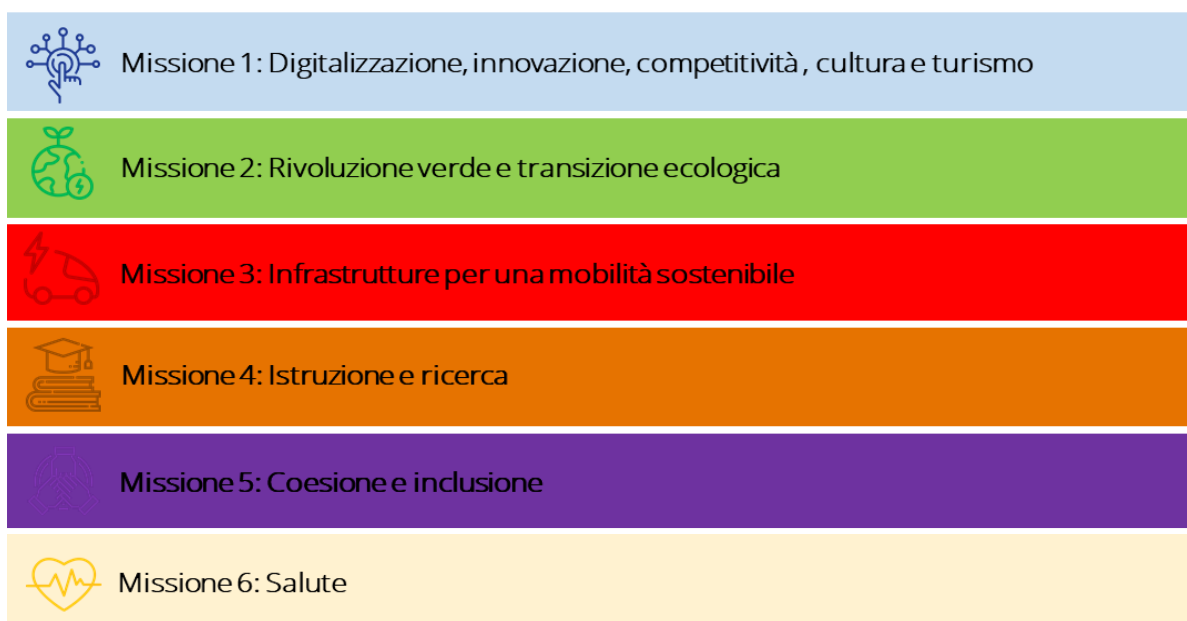 Missione 1: Digitalizzazione, innovazione, competitività , cultura e turismo
Missione 2: Rivoluzione verde e transizione ecologica
Missione 3: Infrastrutture per una mobilità sostenibile
Missione 4: Istruzione e ricerca
Missione 5: Coesione e inclusione
Missione 6: Salute